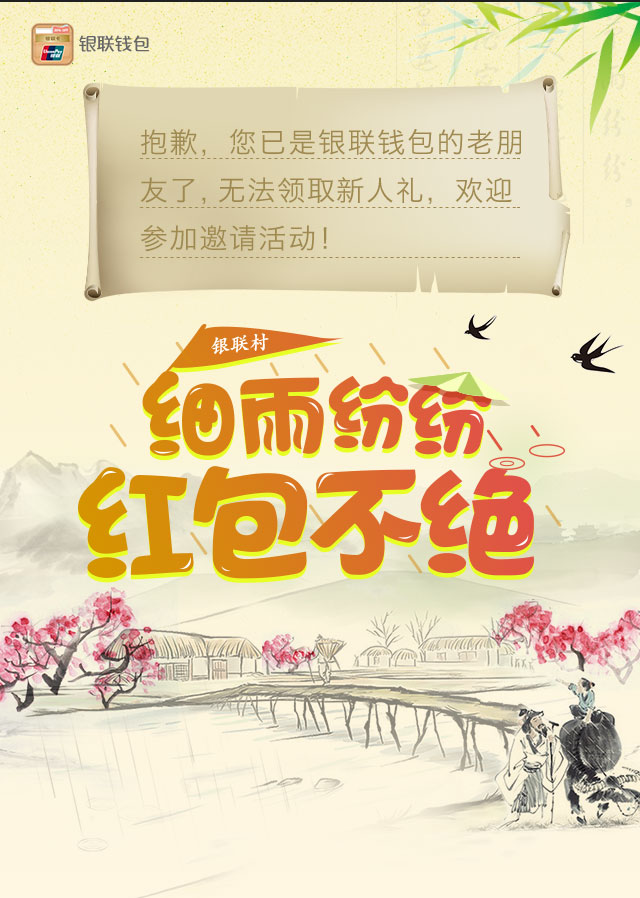 银联钱包
抱歉，您已是银联钱包的老朋
友了,无法领取新人礼，欢迎
参加邀请活动！
银联村
细雨纷纷
红包不绝